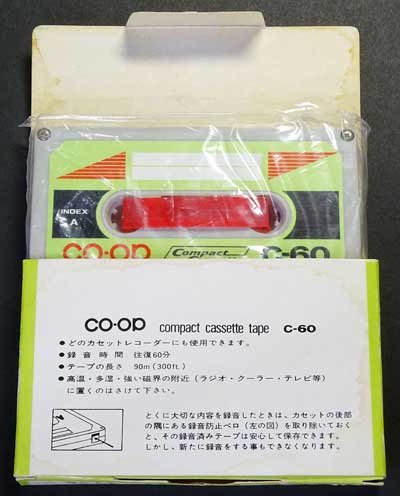 INDEX
A
CO-OP
Compact
C-60
CO-OP compact cassette tape C-60
●どのカセットレコーダーにも使用できます。
●録音時間 往復60分
●テープの長さ 90m (300ft.)
●高温・多湿・強い磁界の附近（ラジオ・クーラー・テレビ等）
に置くのはさけて下さい。
とくに大切な内容を録音したときは、カセットの後部
の隅にある録音防止ベロ（左の図）を取り除いておく
と、その録音済みテープは安心して保存できます。
しかし、新たに録音をする事もできなくなります。